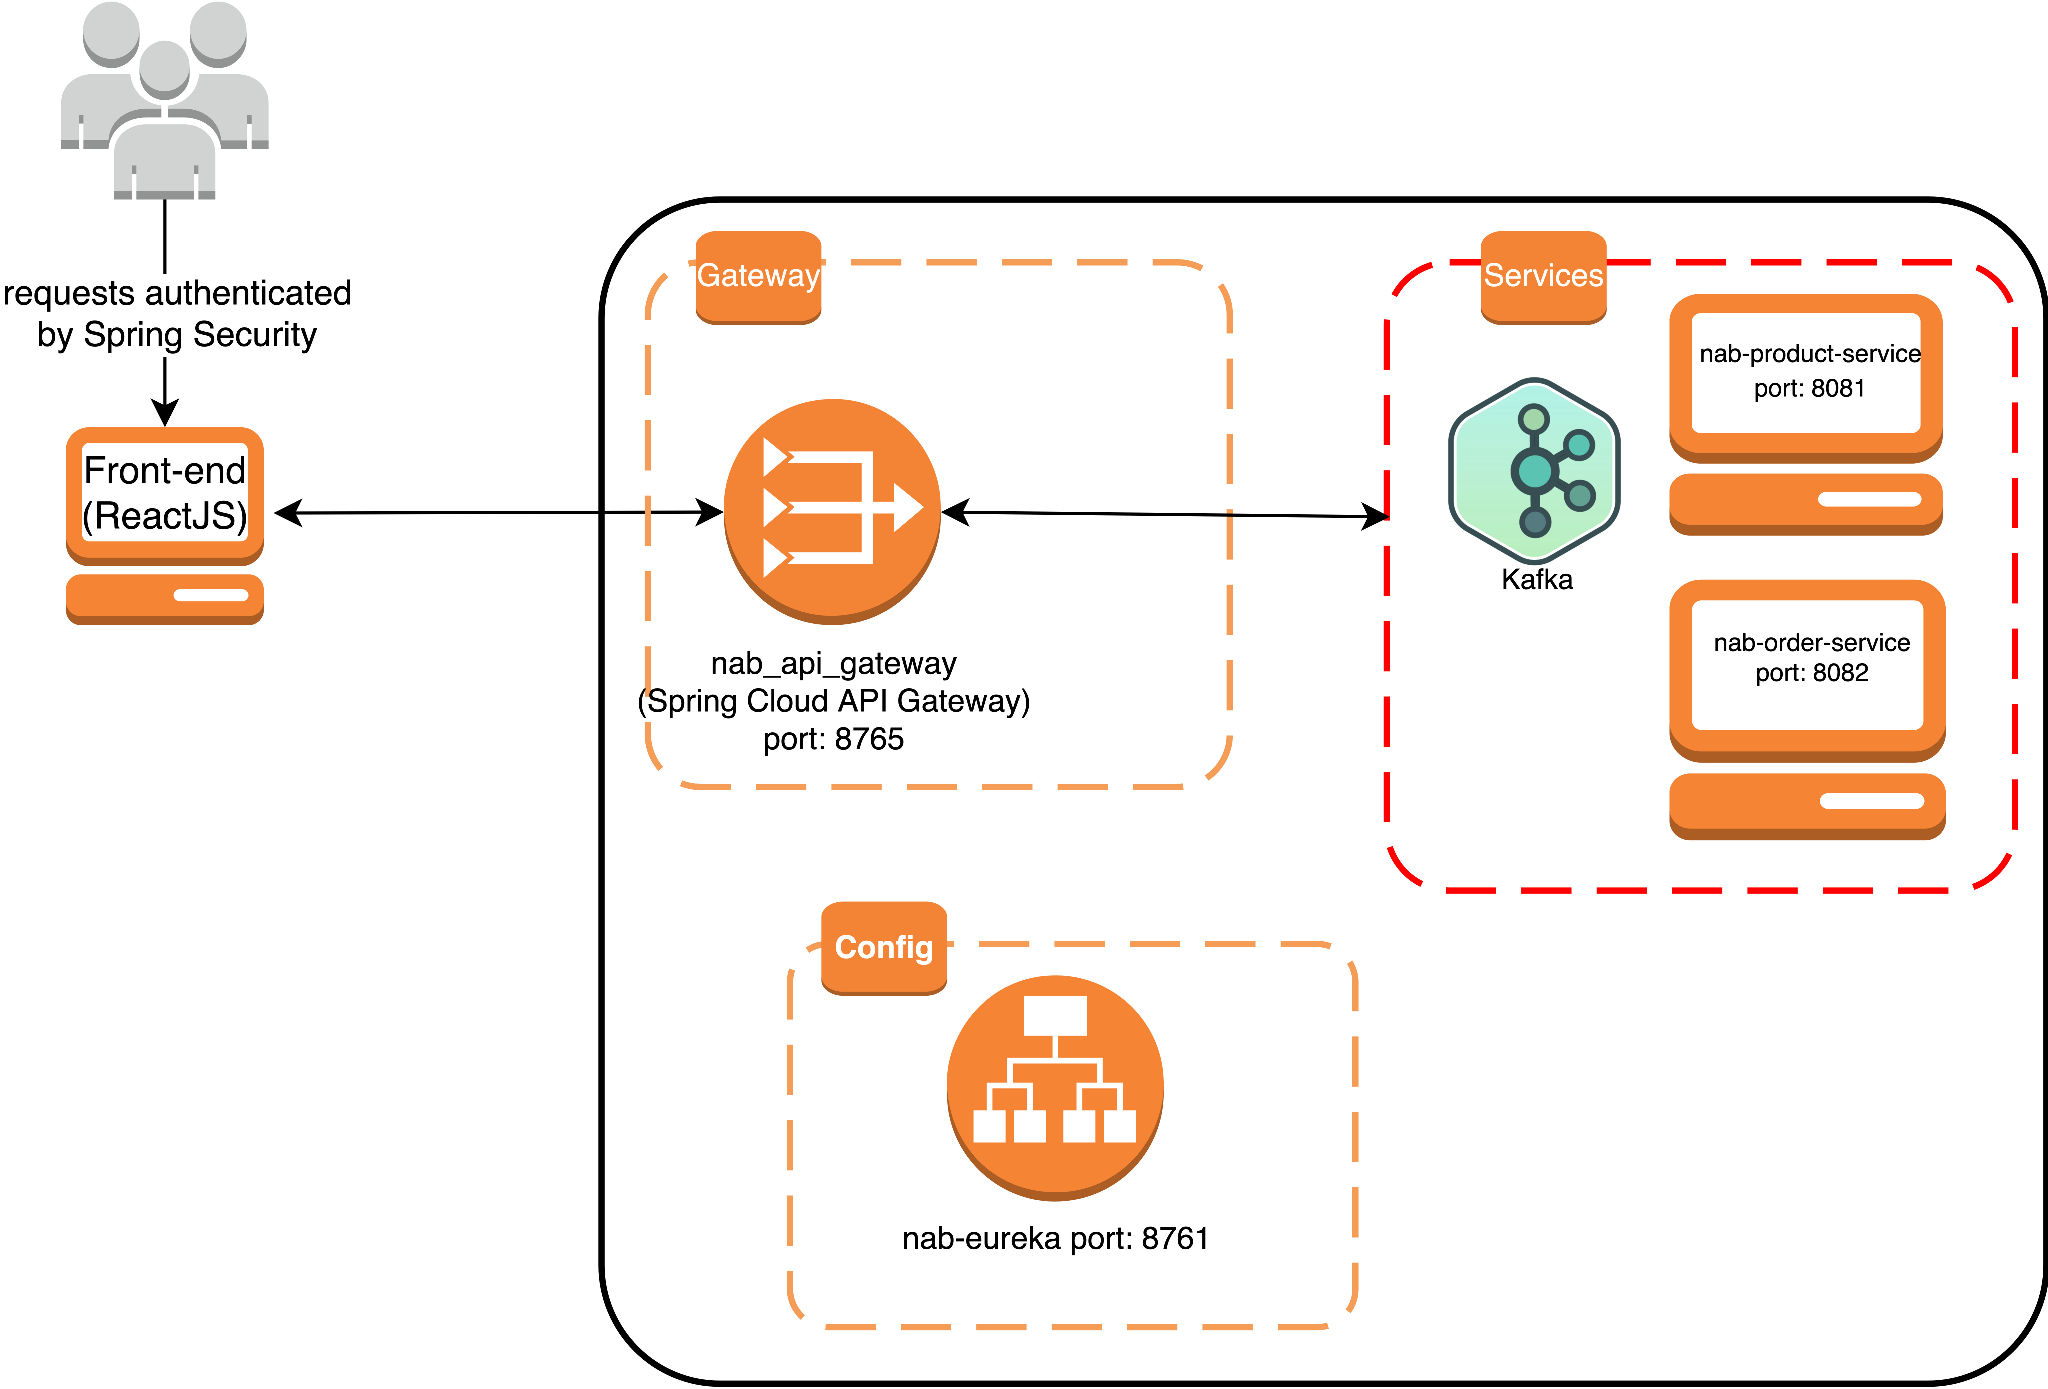 requests authenticated
by Spring Security
Front-end
(ReactJS)
Gateway
nab_api_gateway
(Spring Cloud API Gateway)
port: 8765
Services
Kafka
nab-product-service
port: 8081
nab-order-service
port: 8082
Config
nab-eureka port: 8761